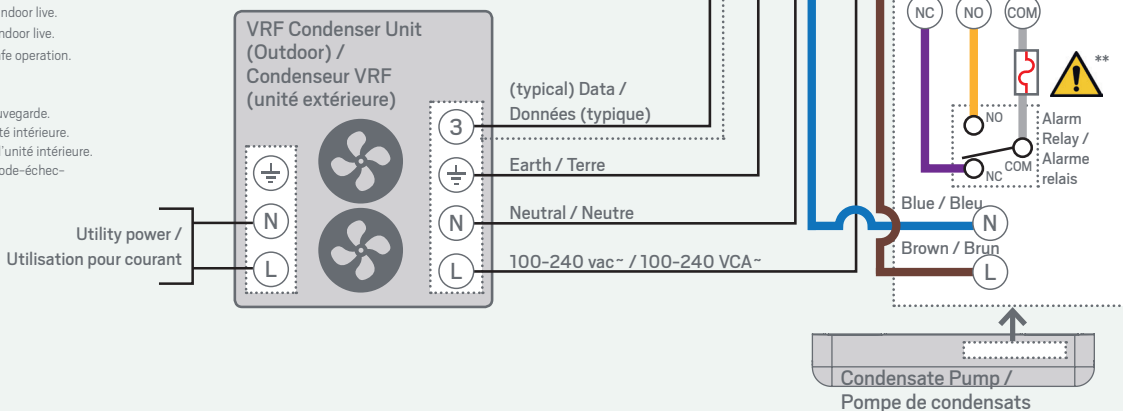 ndoor live.
ndoor live.
fe operation.
uvegarde.
té intérieure.
l'unité intérieure.
ode-échec-
VRF Condenser Unit
(Outdoor) /
Condenseur VRF
(unité extérieure)
N
L
Utility power /
Utilisation pour courant
3
N
L
(typical) Data /
Données (typique)
Earth / Terre
Neutral / Neutre
100-240 vac~ / 100-240 VCA~
NC
NO
COM
**
NO
COM
NC
Alarm
Relay /
Alarme
relais
Blue / Bleu
N
Brown / Brun
L
Condensate Pump /
Pompe de condensats